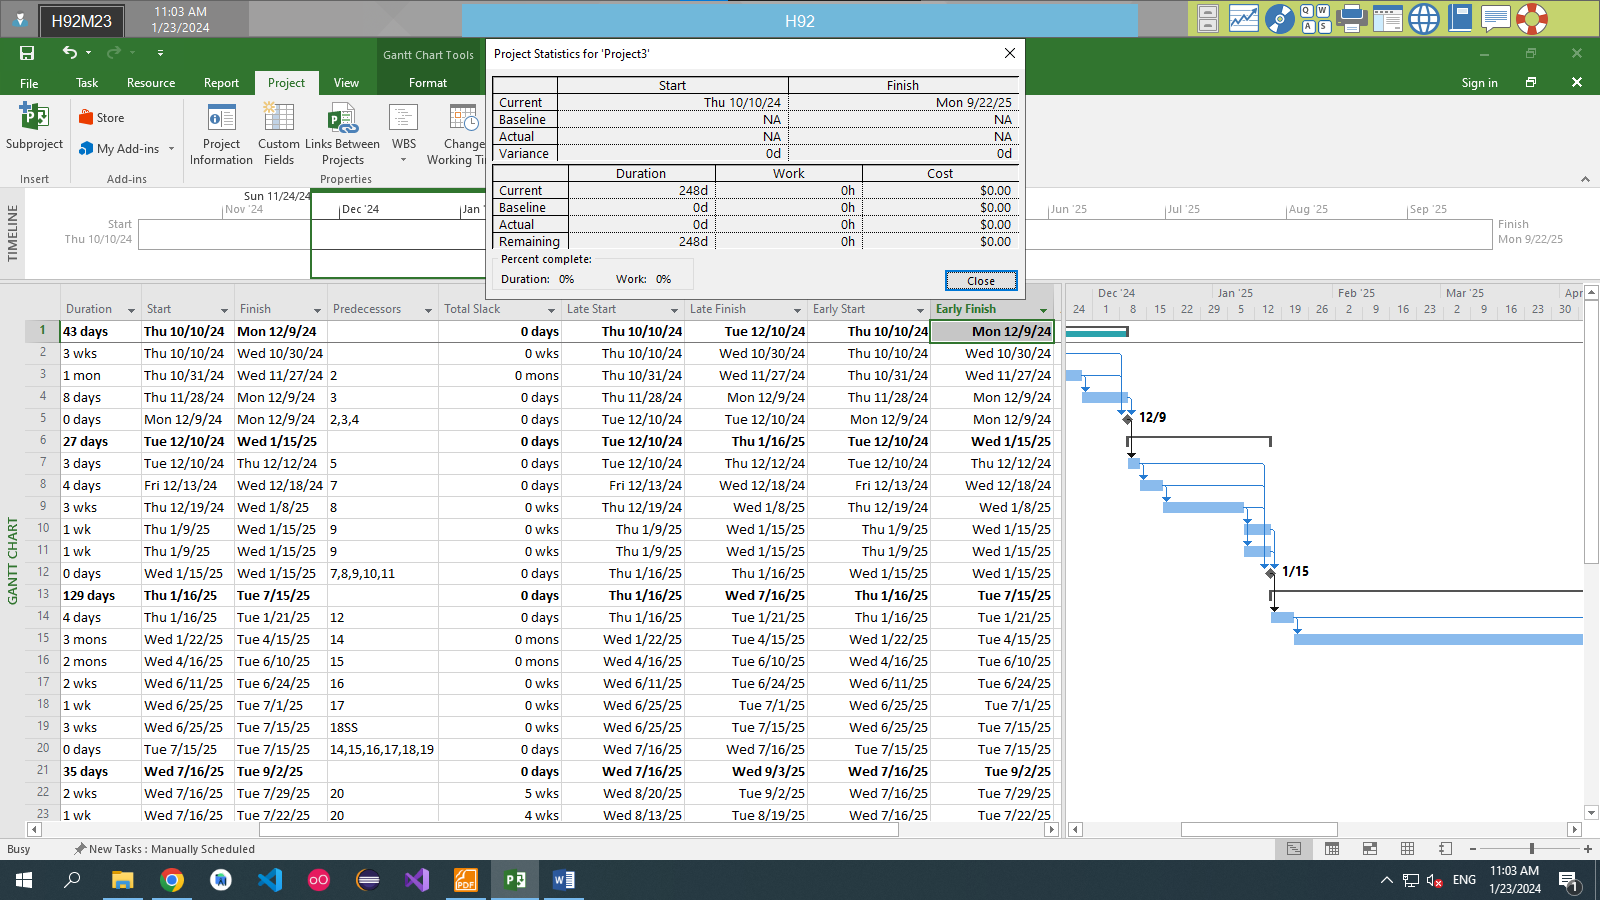 H92M23
11:03 AM
1/23/2024
H92
Q W
A S
Gantt Chart Tools
Project Statistics for 'Project3'
File
Task
Resource
Report
Project
View
Format
Sign in
Subproject
Store
My Add-ins
Project Information
Custom Fields
Links Between Projects
WBS
Change
Working Ti
Insert
Add-ins
Properties
Start Finish
Current Thu 10/10/24 Mon 9/22/25
Baseline NA NA
Actual NA NA
Variance 0d 0d
Duration Work Cost
Current 248d 0h $0.00
Baseline 0d 0h $0.00
Actual 0d 0h $0.00
Remaining 248d 0h $0.00
Percent complete:
Duration: 0% Work: 0%
Close
TIMELINE
Sun 11/24/24
Nov '24 Dec '24 Jan ' Jun '25 Jul '25 Aug '25 Sep '25
Start
Thu 10/10/24
Finish
Mon 9/22/25
GANTT CHART
Duration Start Finish Predecessors Total Slack Late Start Late Finish Early Start Early Finish
Dec '24 Jan '25 Feb '25 Mar '25 Apr
24 1 8 15 22 29 5 12 19 26 2 9 16 23 2 9 16 23 30
1 43 days Thu 10/10/24 Mon 12/9/24 0 days Thu 10/10/24 Tue 12/10/24 Thu 10/10/24 Mon 12/9/24
2 3 wks Thu 10/10/24 Wed 10/30/24 0 wks Thu 10/10/24 Wed 10/30/24 Thu 10/10/24 Wed 10/30/24
3 1 mon Thu 10/31/24 Wed 11/27/24 2 0 mons Thu 10/31/24 Wed 11/27/24 Thu 10/31/24 Wed 11/27/24
4 8 days Thu 11/28/24 Mon 12/9/24 3 0 days Thu 11/28/24 Mon 12/9/24 Thu 11/28/24 Mon 12/9/24
5 0 days Mon 12/9/24 Mon 12/9/24 2,3,4 0 days Tue 12/10/24 Tue 12/10/24 Mon 12/9/24 Mon 12/9/24 12/9
6 27 days Tue 12/10/24 Wed 1/15/25 0 days Tue 12/10/24 Thu 1/16/25 Tue 12/10/24 Wed 1/15/25
7 3 days Tue 12/10/24 Thu 12/12/24 5 0 days Tue 12/10/24 Thu 12/12/24 Tue 12/10/24 Thu 12/12/24
8 4 days Fri 12/13/24 Wed 12/18/24 7 0 days Fri 12/13/24 Wed 12/18/24 Fri 12/13/24 Wed 12/18/24
9 3 wks Thu 12/19/24 Wed 1/8/25 8 0 wks Thu 12/19/24 Wed 1/8/25 Thu 12/19/24 Wed 1/8/25
10 1 wk Thu 1/9/25 Wed 1/15/25 9 0 wks Thu 1/9/25 Wed 1/15/25 Thu 1/9/25 Wed 1/15/25
11 1 wk Thu 1/9/25 Wed 1/15/25 9 0 wks Thu 1/9/25 Wed 1/15/25 Thu 1/9/25 Wed 1/15/25
12 0 days Wed 1/15/25 Wed 1/15/25 7,8,9,10,11 0 days Thu 1/16/25 Thu 1/16/25 Wed 1/15/25 Wed 1/15/25 1/15
13 129 days Thu 1/16/25 Tue 7/15/25 0 days Thu 1/16/25 Wed 7/16/25 Thu 1/16/25 Tue 7/15/25
14 4 days Thu 1/16/25 Tue 1/21/25 12 0 days Thu 1/16/25 Tue 1/21/25 Thu 1/16/25 Tue 1/21/25
15 3 mons Wed 1/22/25 Tue 4/15/25 14 0 mons Wed 1/22/25 Tue 4/15/25 Wed 1/22/25 Tue 4/15/25
16 2 mons Wed 4/16/25 Tue 6/10/25 15 0 mons Wed 4/16/25 Tue 6/10/25 Wed 4/16/25 Tue 6/10/25
17 2 wks Wed 6/11/25 Tue 6/24/25 16 0 wks Wed 6/11/25 Tue 6/24/25 Wed 6/11/25 Tue 6/24/25
18 1 wk Wed 6/25/25 Tue 7/1/25 17 0 wks Wed 6/25/25 Tue 7/1/25 Wed 6/25/25 Tue 7/1/25
19 3 wks Wed 6/25/25 Tue 7/15/25 18SS 0 wks Wed 6/25/25 Tue 7/15/25 Wed 6/25/25 Tue 7/15/25
20 0 days Tue 7/15/25 Tue 7/15/25 14,15,16,17,18,19 0 days Wed 7/16/25 Wed 7/16/25 Tue 7/15/25 Tue 7/15/25
21 35 days Wed 7/16/25 Tue 9/2/25 0 days Wed 7/16/25 Wed 9/3/25 Wed 7/16/25 Tue 9/2/25
22 2 wks Wed 7/16/25 Tue 7/29/25 20 5 wks Wed 8/20/25 Tue 9/2/25 Wed 7/16/25 Tue 7/29/25
23 1 wk Wed 7/16/25 Tue 7/22/25 20 4 wks Wed 8/13/25 Tue 8/19/25 Wed 7/16/25 Tue 7/22/25
Busy
New Tasks : Manually Scheduled
PDF
ENG
11:03 AM
1/23/2024
1